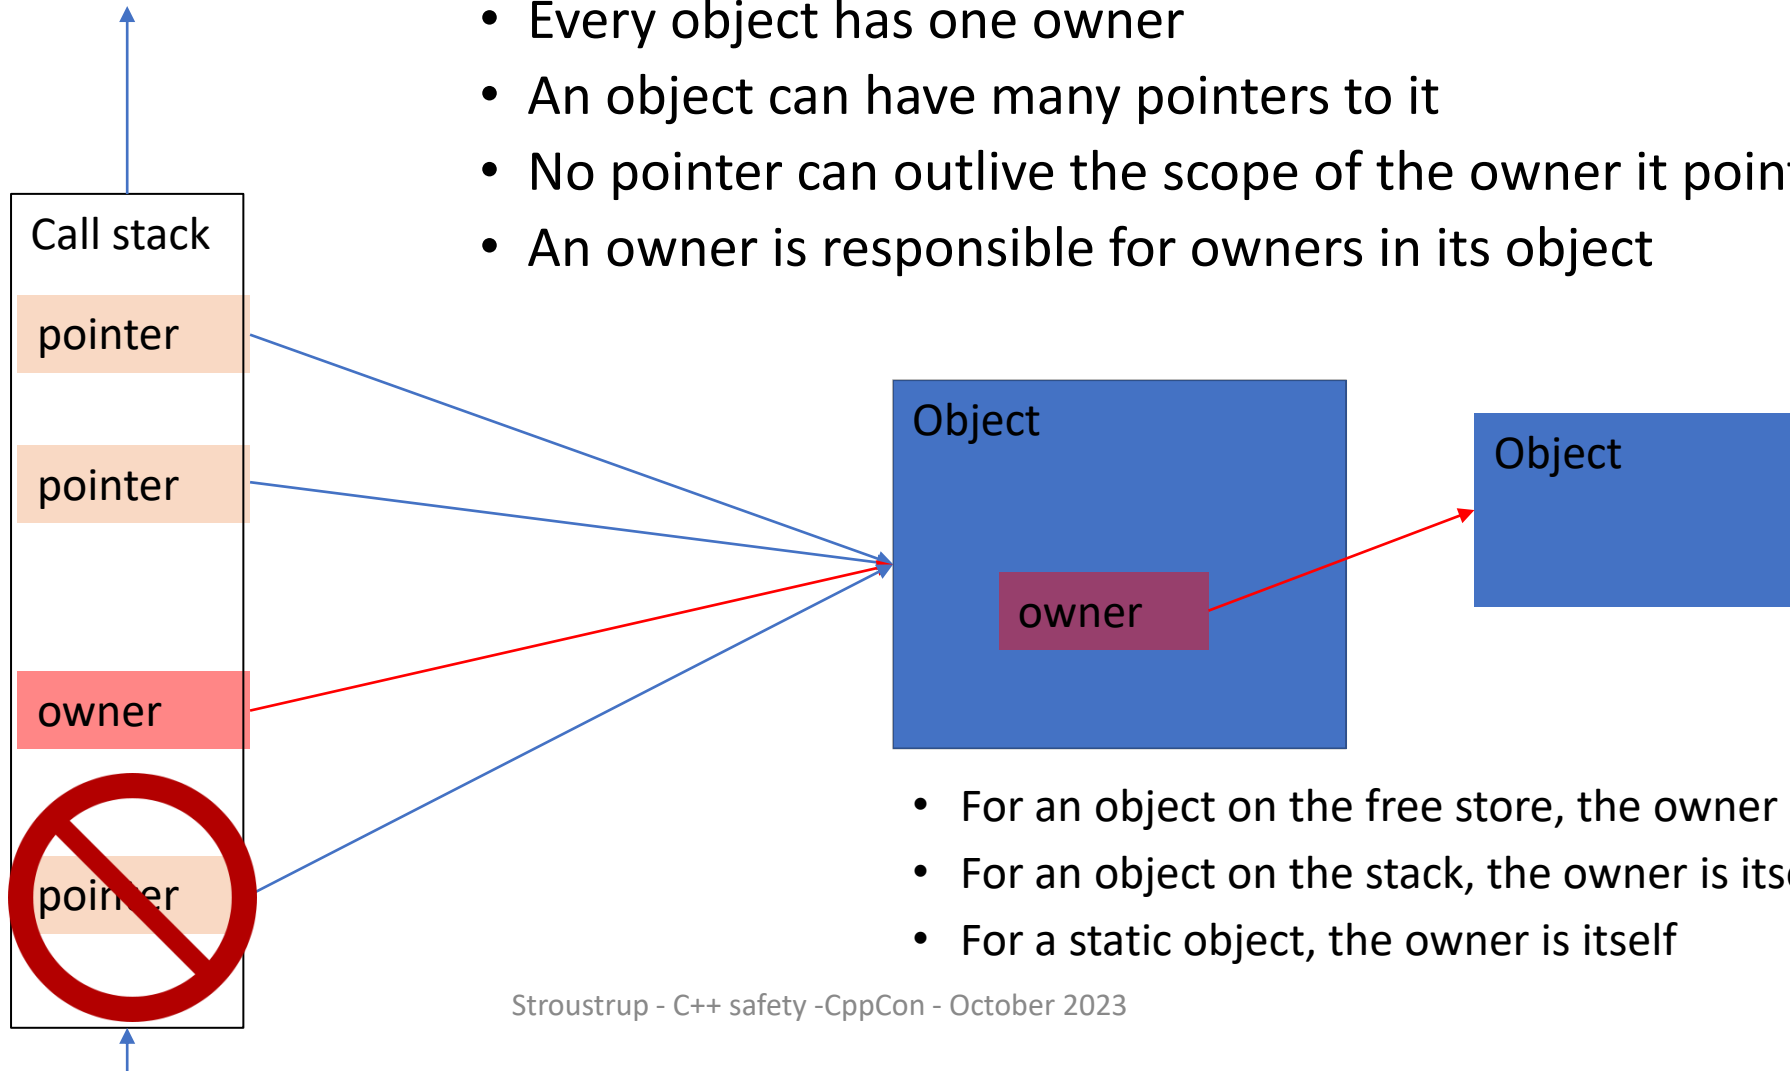 • Every object has one owner
• An object can have many pointers to it
• No pointer can outlive the scope of the owner it
• An owner is responsible for owners in its object
Call stack
pointer
pointer
owner
pointer
Object
owner
Object
• For an object on the free store, the owner
• For an object on the stack, the owner is
• For a static object, the owner is itself
Stroustrup - C++ safety -CppCon - October 2023